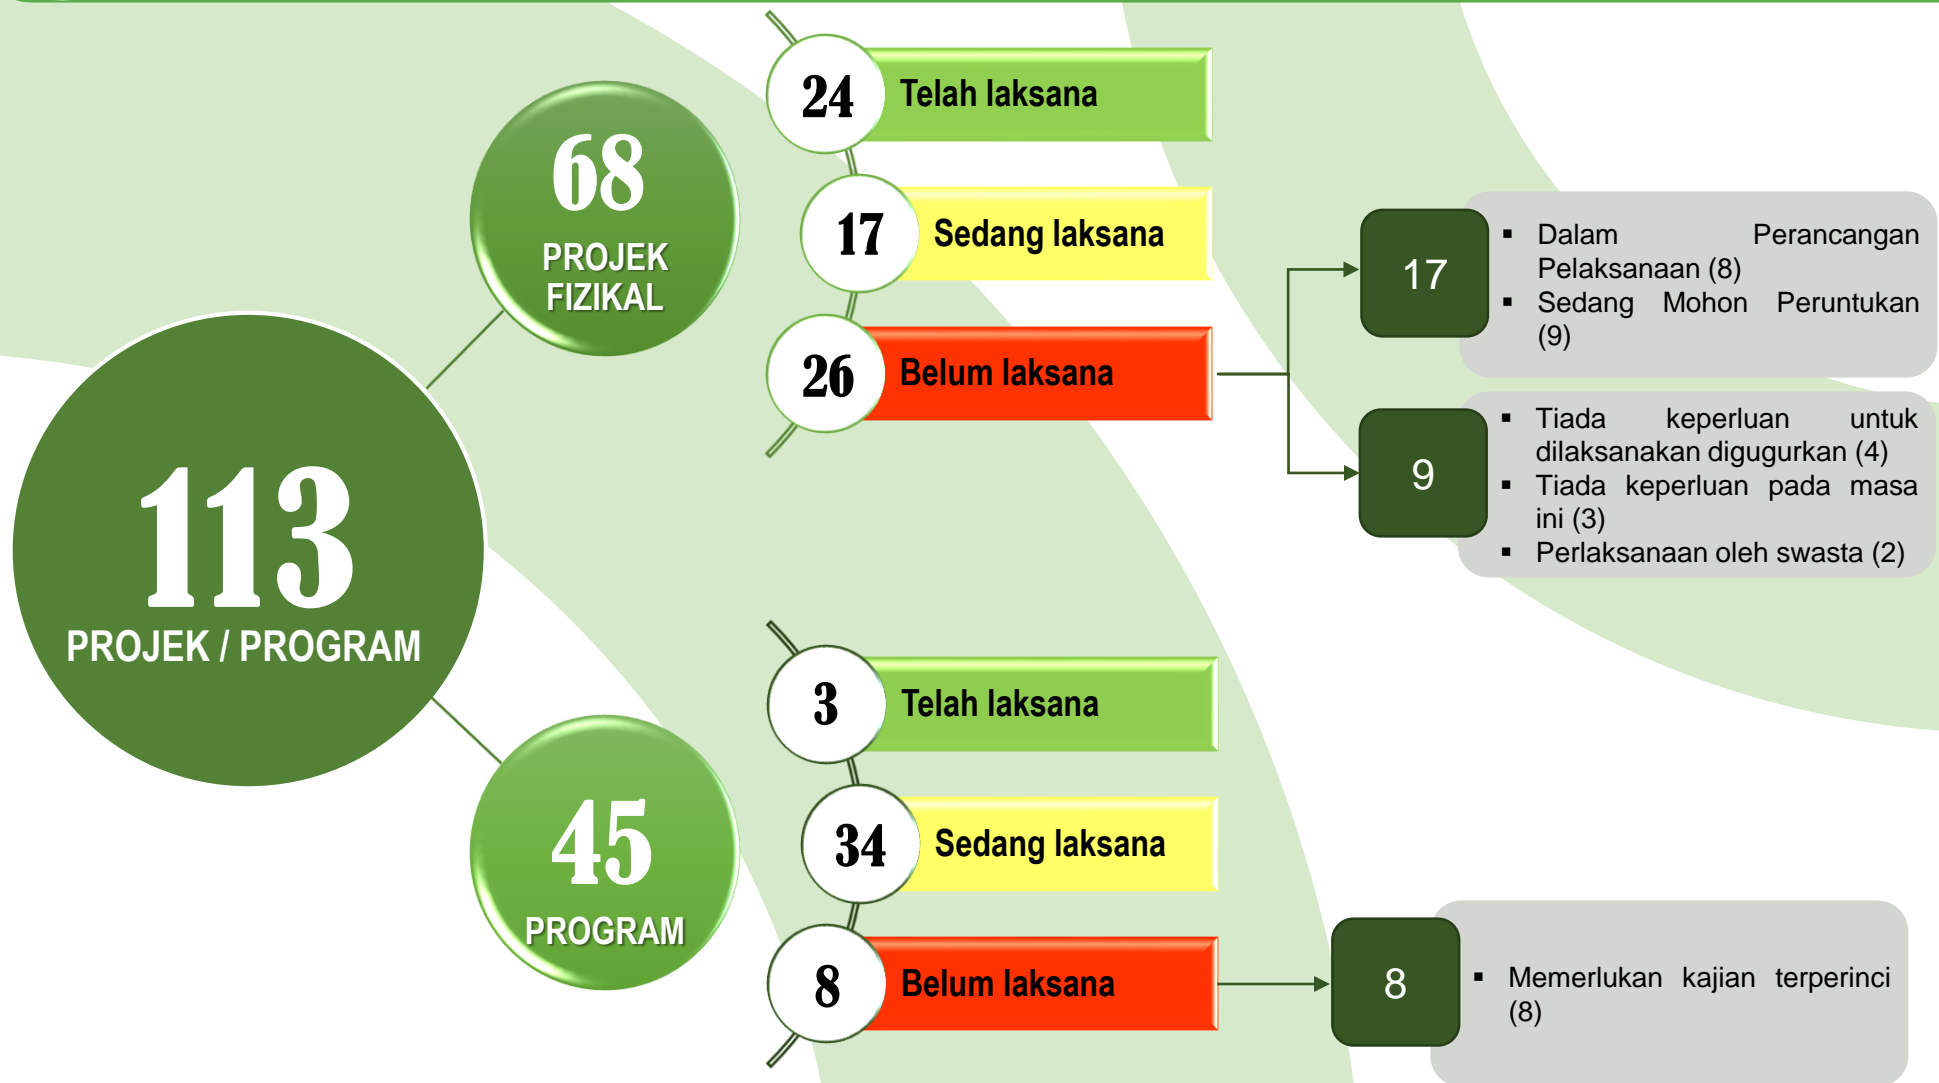 113
PROJEK / PROGRAM
68
PROJEK
FIZIKAL
24
Telah laksana
17
Sedang laksana
26
Belum laksana
17
▪ Dalam Perancangan
Pelaksanaan (8)
▪ Sedang Mohon Peruntukan
(9)
9
▪ Tiada keperluan untuk
dilaksanakan digugurkan (4)
▪ Tiada keperluan pada masa
ini (3)
▪ Perlaksanaan oleh swasta (2)
45
PROGRAM
3
Telah laksana
34
Sedang laksana
8
Belum laksana
8
▪ Memerlukan kajian terperinci
(8)